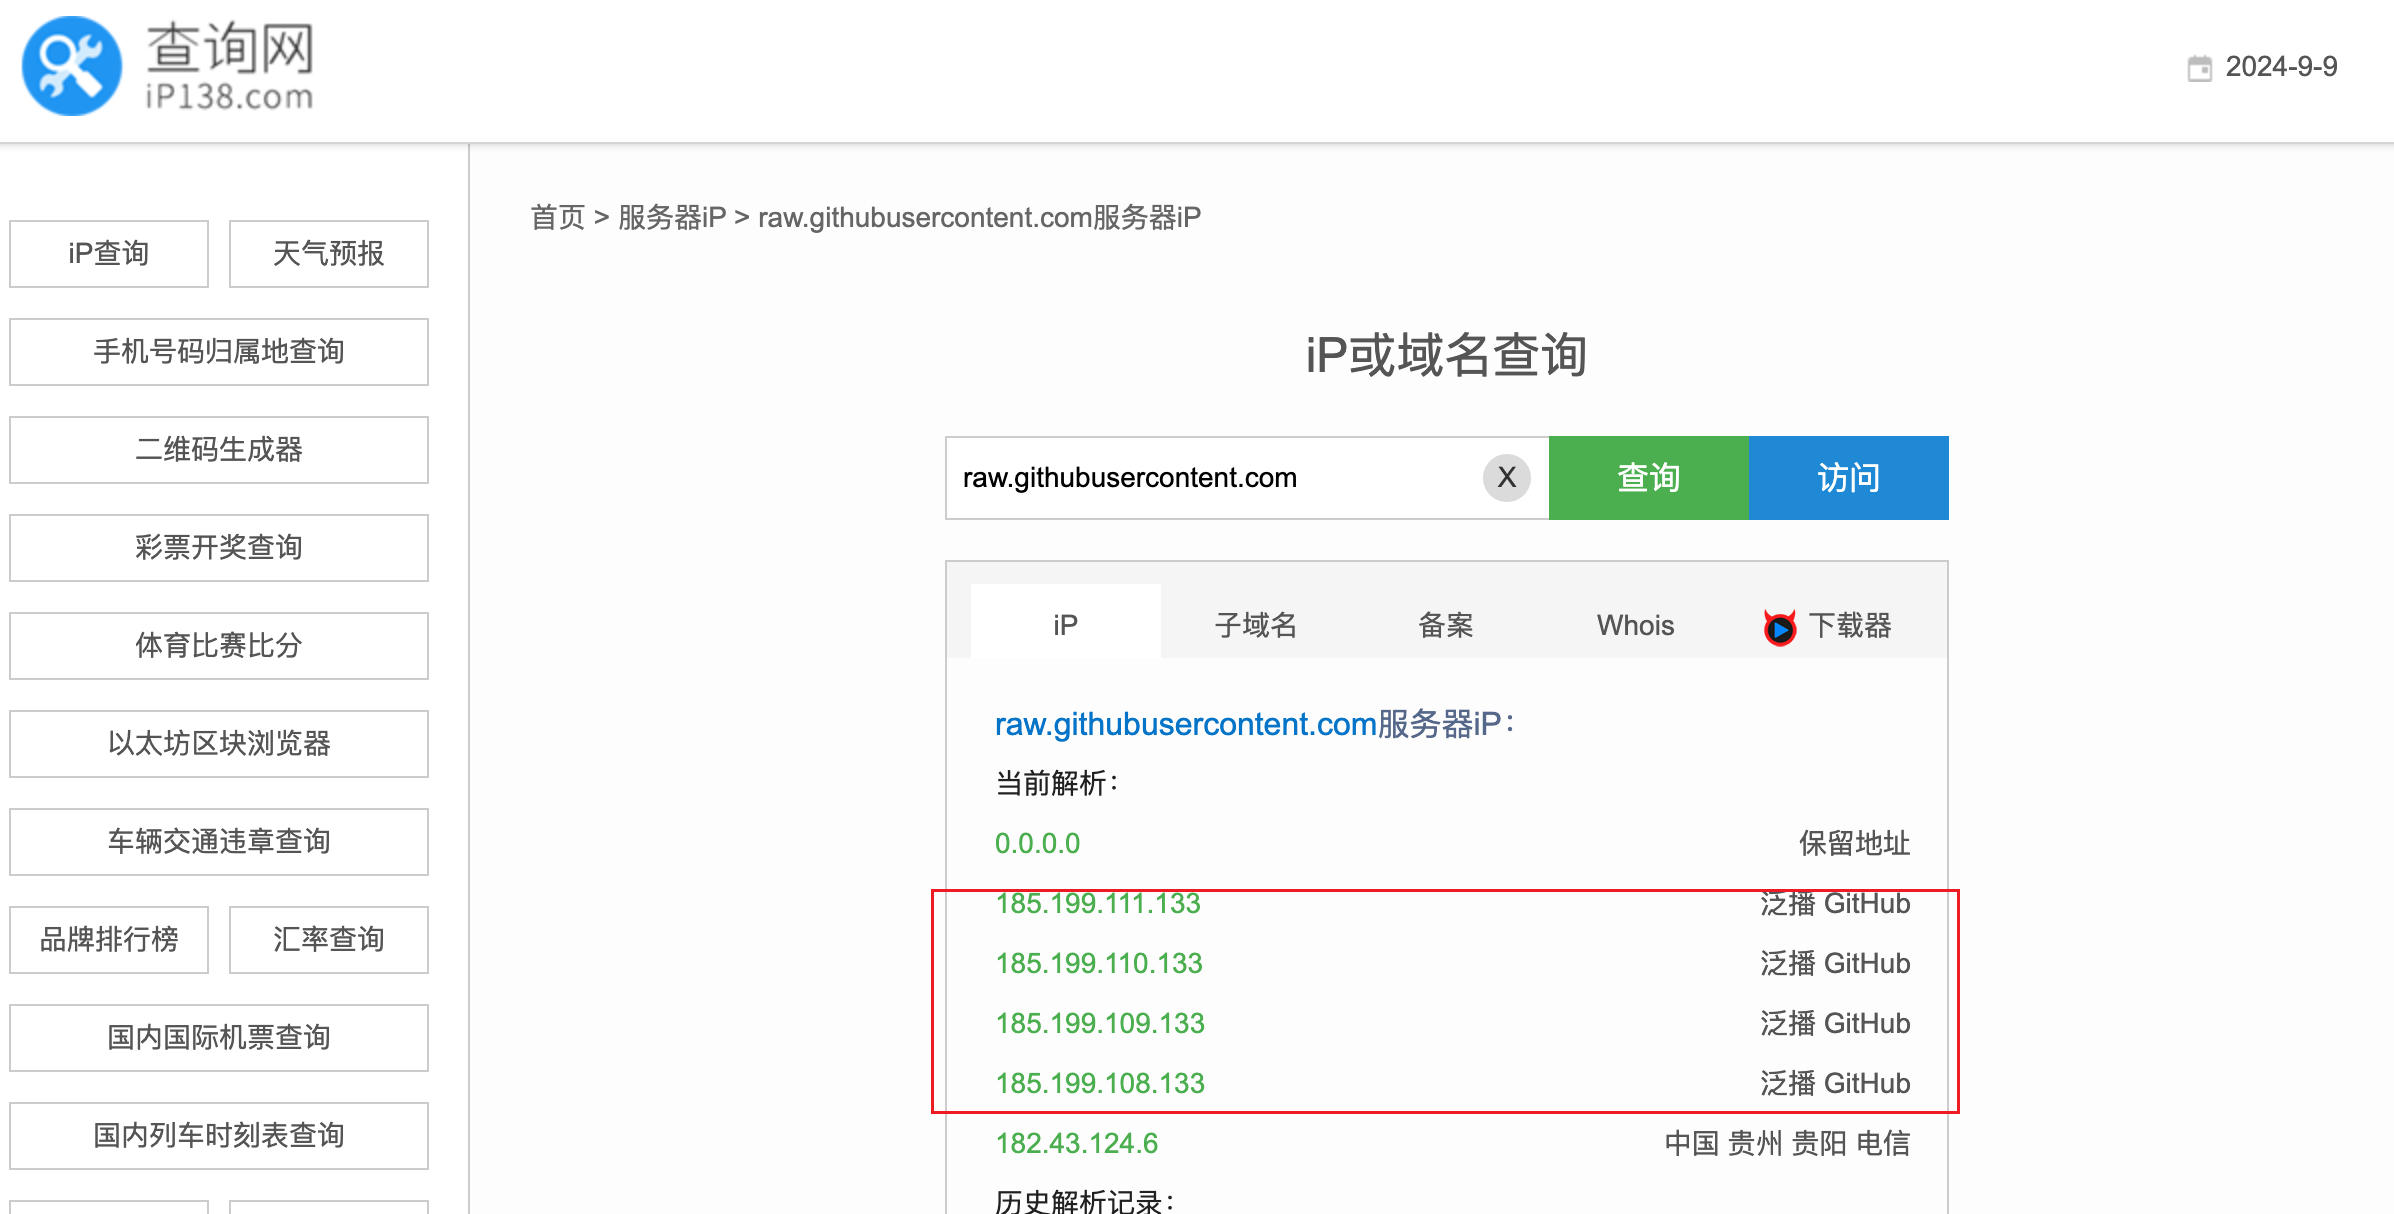 查询网
iP138.com
2024-9-9
首页 > 服务器iP > raw.githubusercontent.com服务器iP
iP查询
天气预报
手机号码归属地查询
二维码生成器
彩票开奖查询
体育比赛比分
以太坊区块浏览器
车辆交通违章查询
品牌排行榜
汇率查询
国内国际机票查询
国内列车时刻表查询
iP或域名查询
raw.githubusercontent.com X 查询 访问
iP 子域名 备案 Whois 下载器
raw.githubusercontent.com服务器iP：
当前解析：
0.0.0.0 保留地址
185.199.111.133 泛播 GitHub
185.199.110.133 泛播 GitHub
185.199.109.133 泛播 GitHub
185.199.108.133 泛播 GitHub
182.43.124.6 中国 贵州 贵阳 电信
历史解析记录：